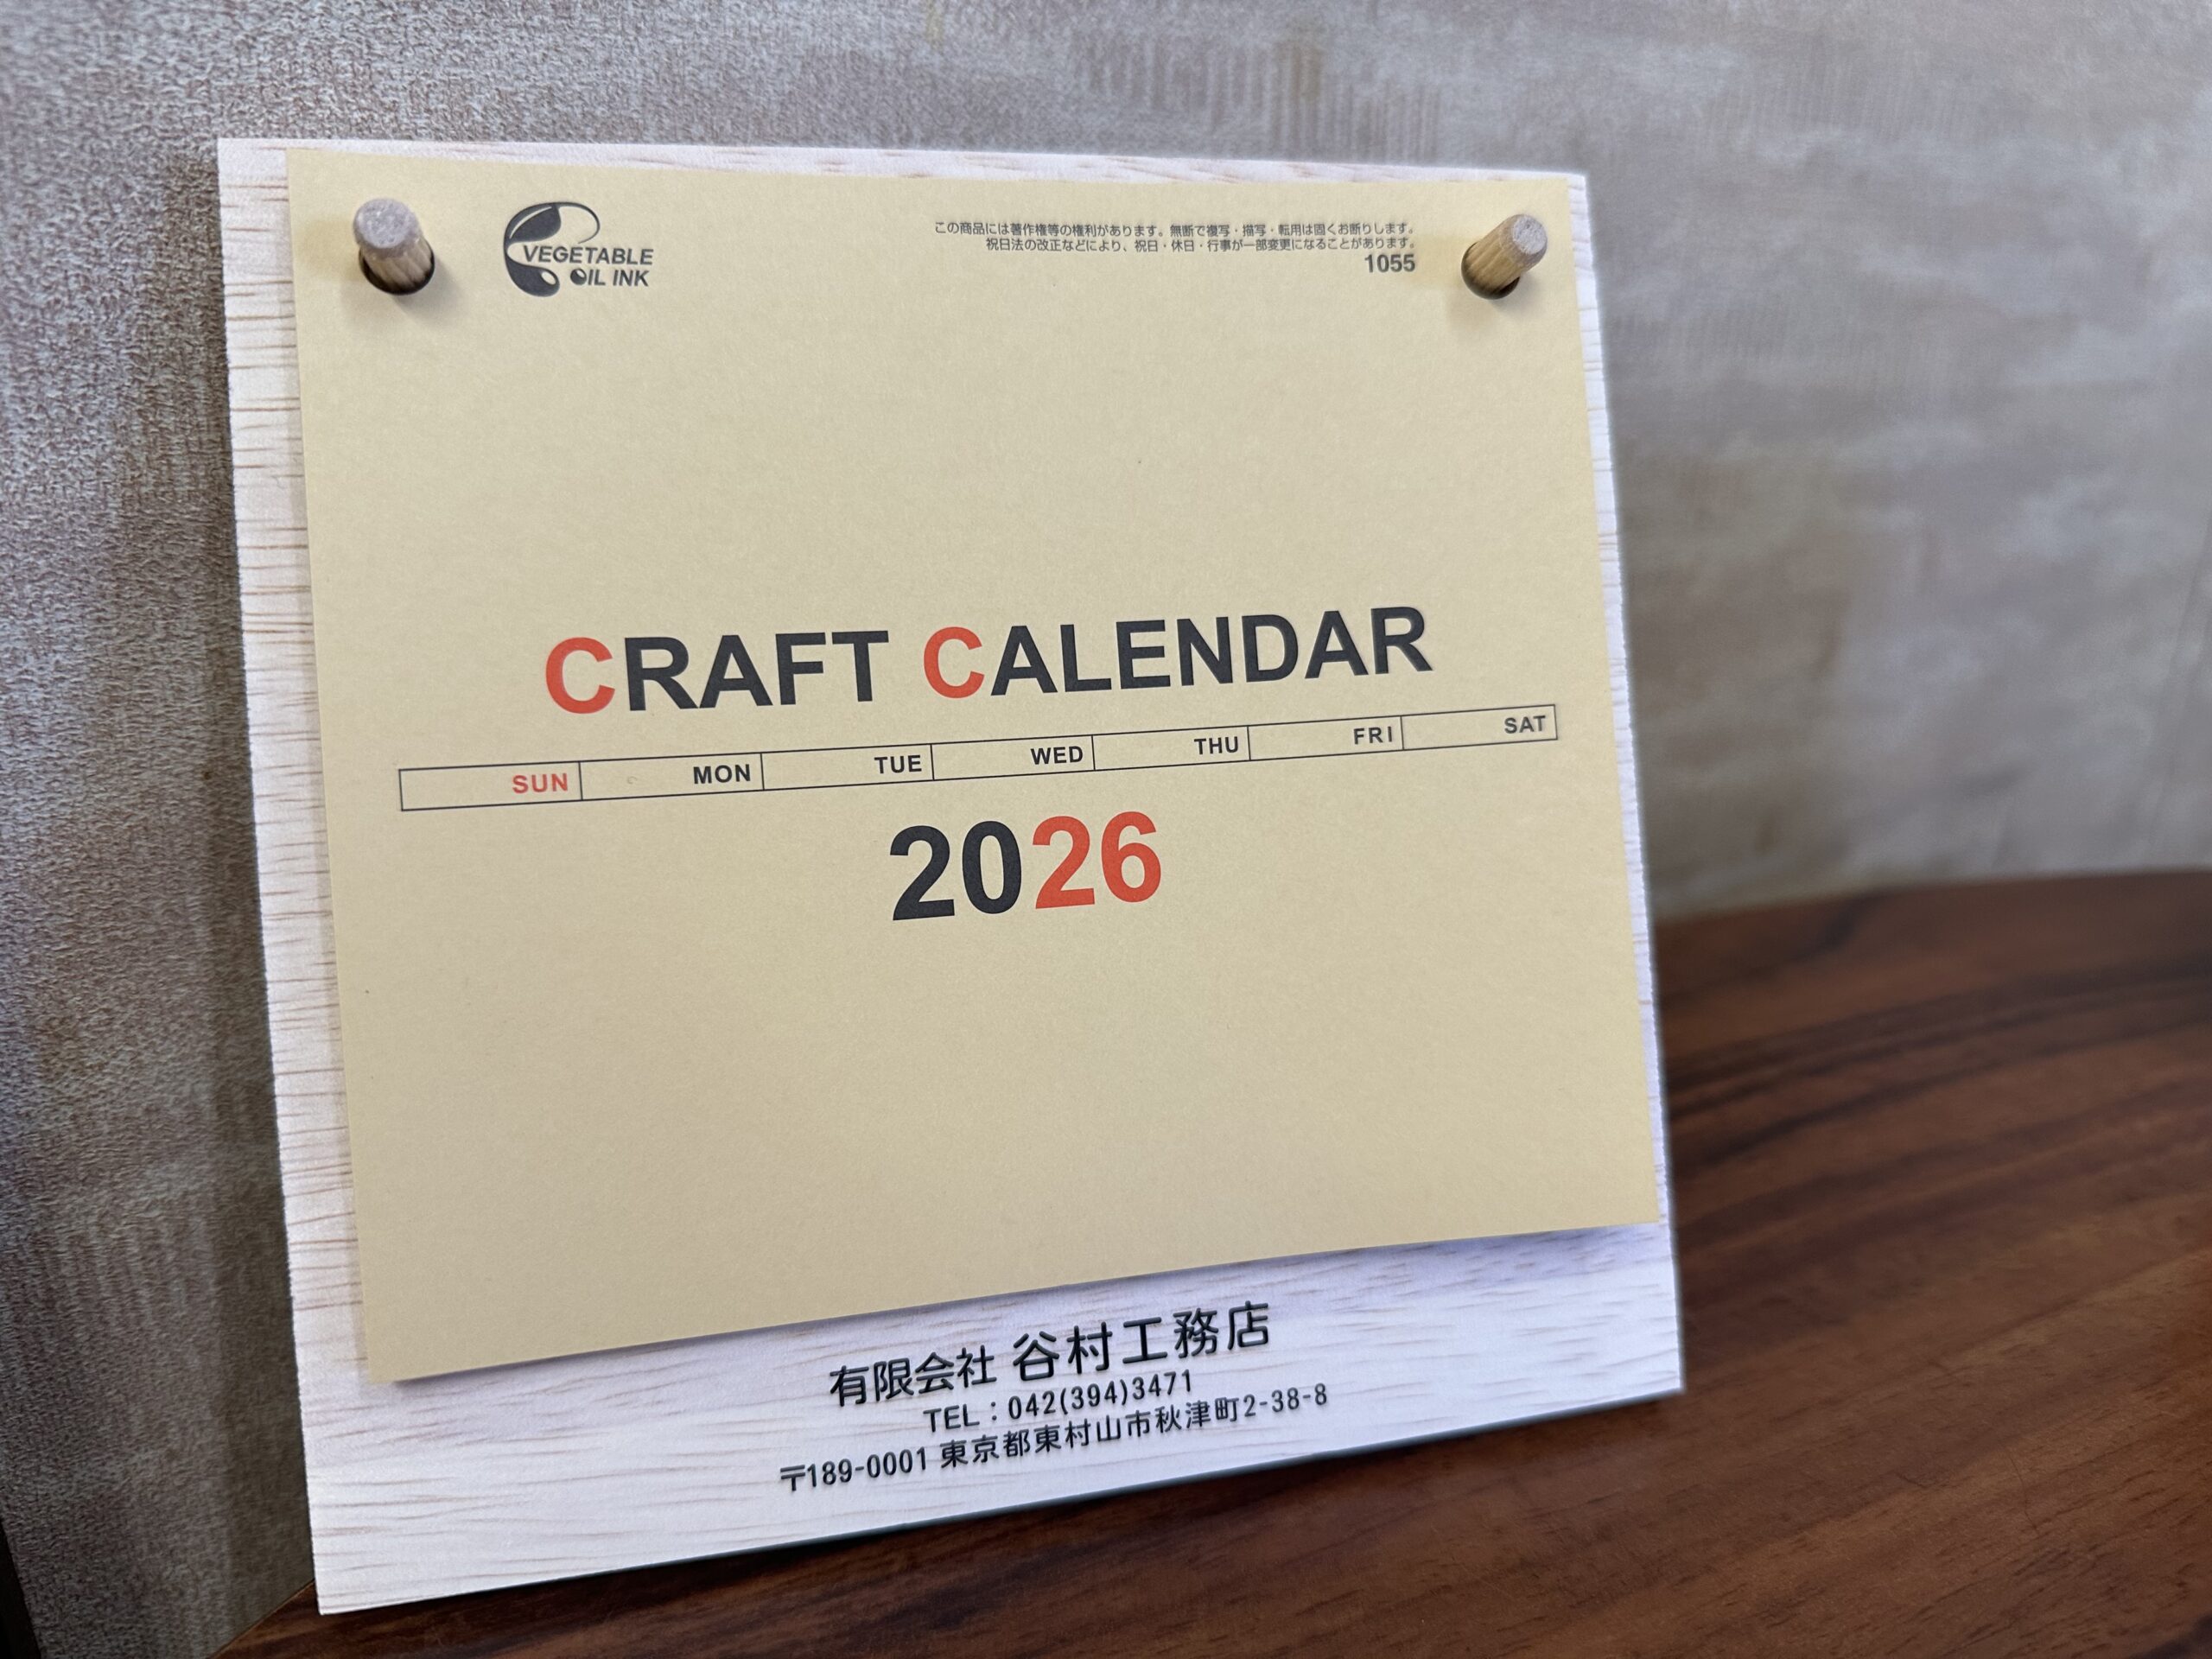 VEGETABLE
OIL INK
この商品には著作権等の権利があります。無断で複写・描写・転用は固くお断りします。
祝日法の改正などにより、祝日・休日・行事が一部変更になることがあります。
1055
CRAFT CALENDAR
SUN MON TUE WED THU FRI SAT
2026
有限会社 谷村工務店
TEL：042(394)3471
〒189-0001 東京都東村山市秋津町2-38-8